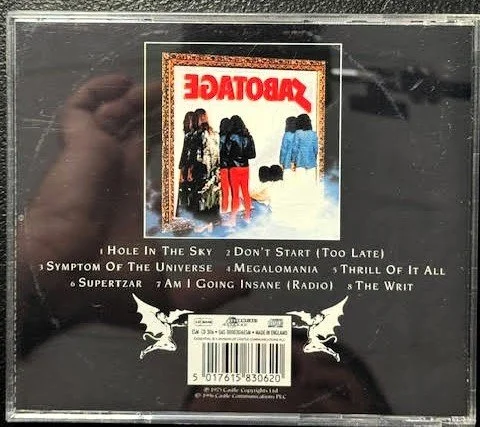 SABOTAGE
1 HOLE IN THE SKY 2 DON'T START (TOO LATE)
3 SYMPTOM OF THE UNIVERSE 4 MEGALOMANIA 5 THRILL OF IT ALL
6 SUPERTZAR 7 AM I GOING INSANE (RADIO) 8 THE WRIT
MADE IN ENGLAND
5 017615 830620
℗ 1975 Castle Copyrights Ltd
© 1996 Castle Communications PLC